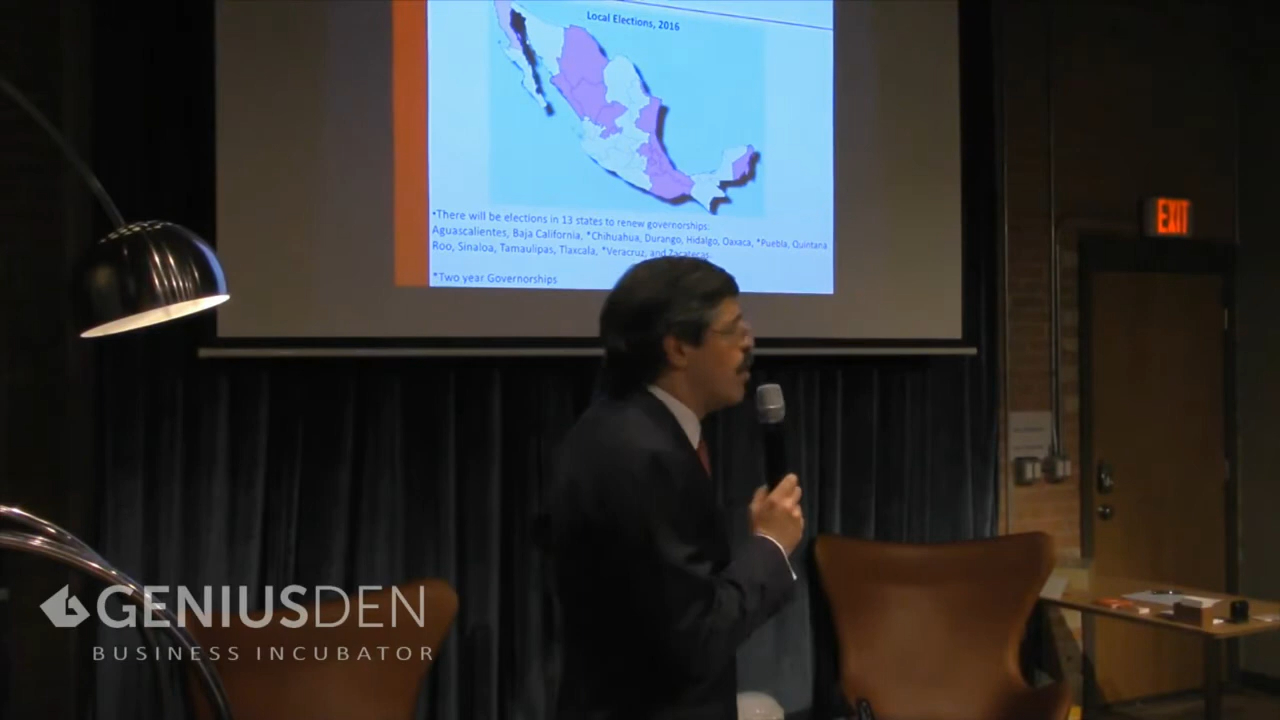 Local Elections, 2016
•There will be elections in 13 states to renew governorships:
Aguascalientes, Baja California, *Chihuahua, Durango, Hidalgo, Oaxaca, *Puebla, Quintana
Roo, Sinaloa, Tamaulipas, Tlaxcala, *Veracruz, and Zacatecas.
*Two year Governorships
EXIT
GENIUSDEN
BUSINESS INCUBATOR